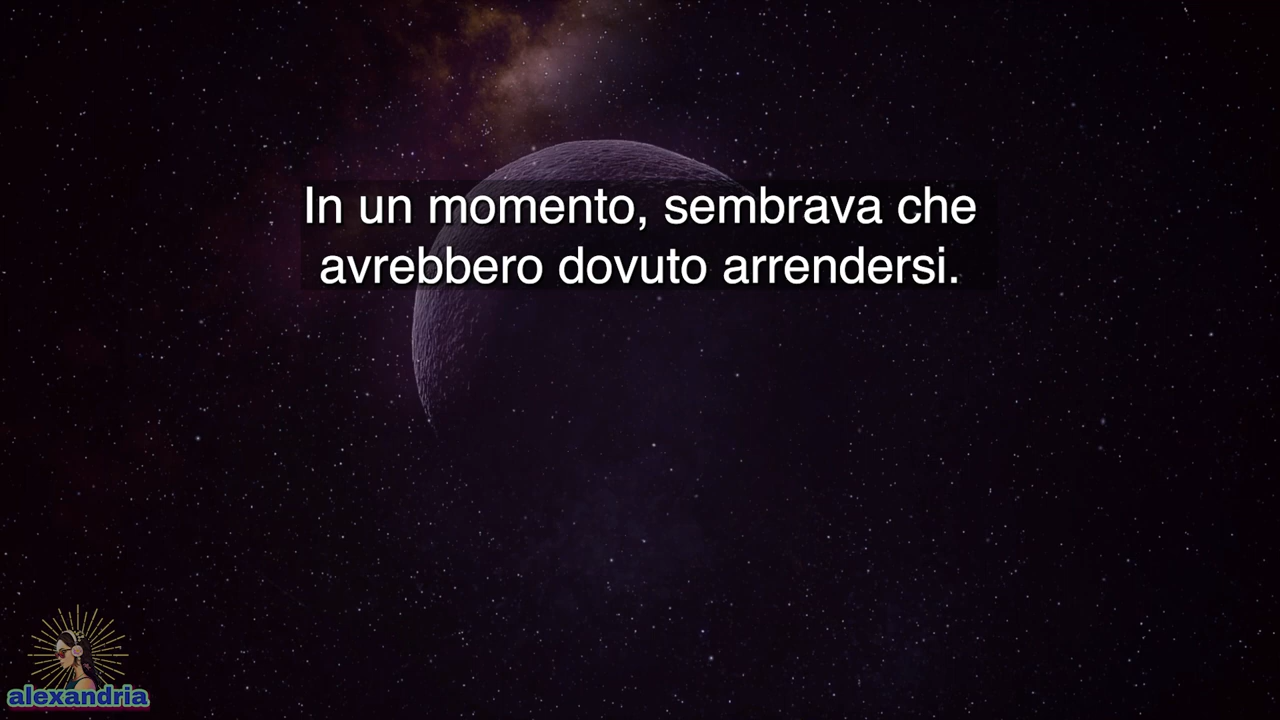 In un momento, sembrava che
avrebbero dovuto arrendersi.
alexandria